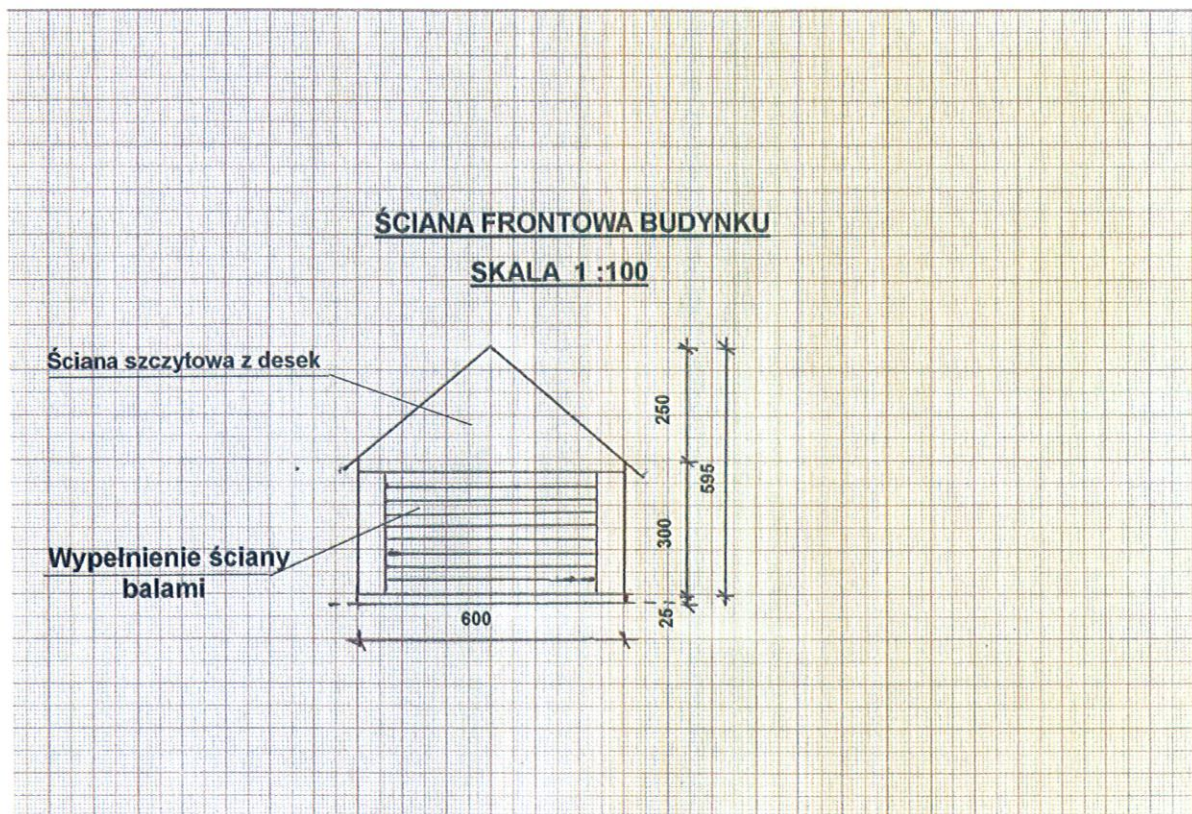 ŚCIANA FRONTOWA BUDYNKU
SKALA 1 :100
Ściana szczytowa z desek
250
595
300
Wypełnienie ściany
balami
600
25